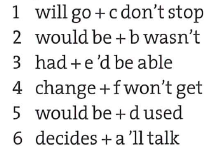 1 will go + c don't stop
2 would be + b wasn't
3 had + e 'd be able
4 change + f won't get
5 would be + d used
6 decides + a 'll talk